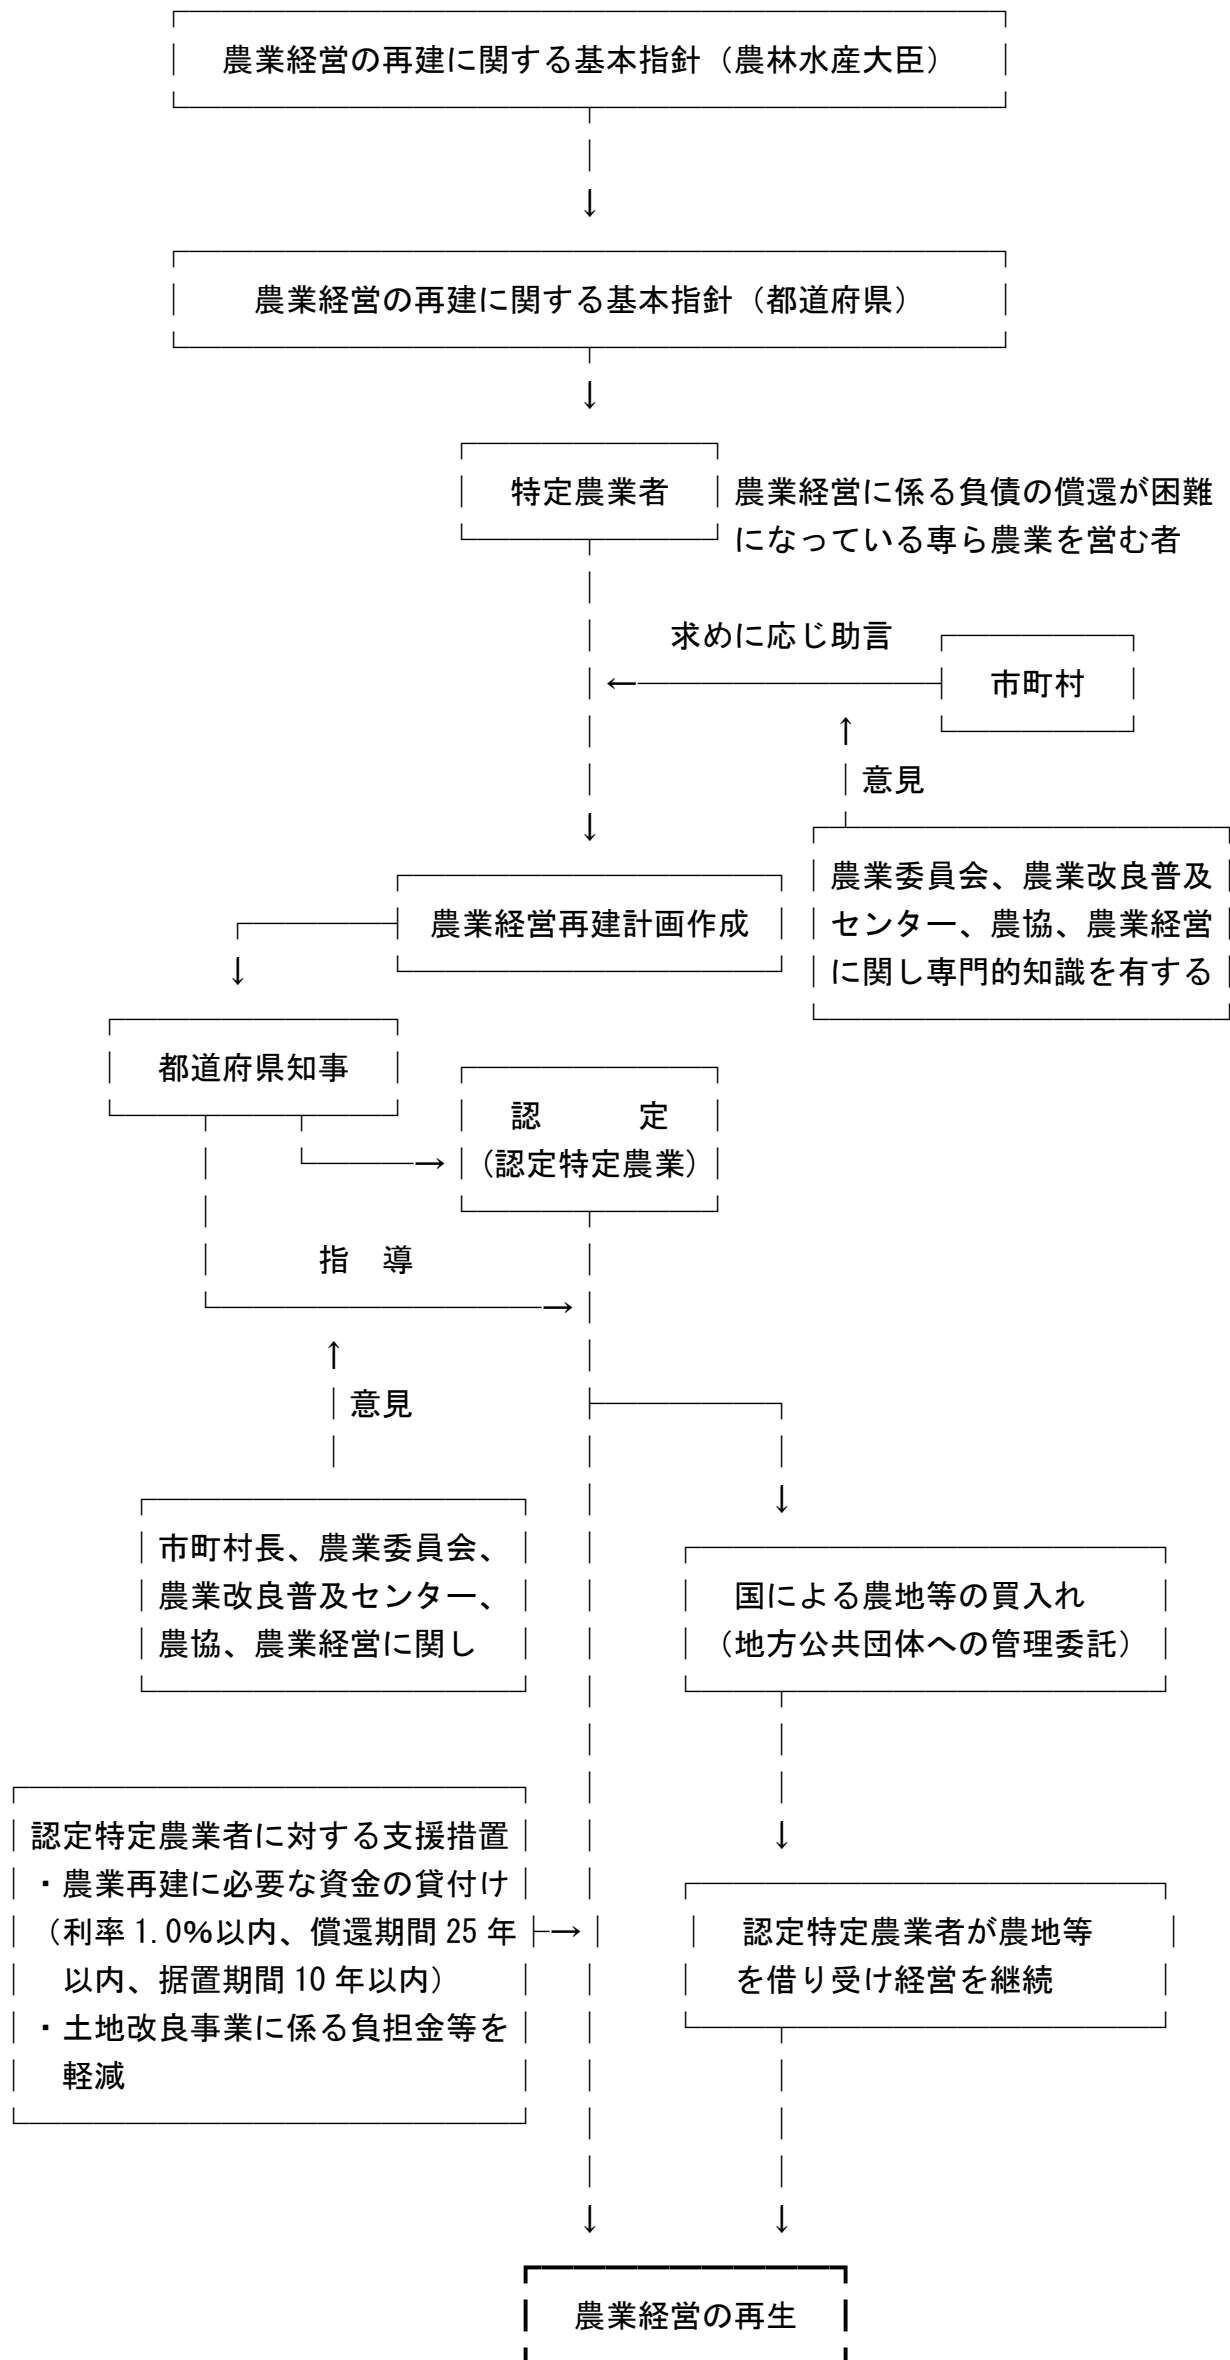 農業経営の再建に関する基本指針（農林水産大臣）
農業経営の再建に関する基本指針（都道府県）
特定農業者
農業経営に係る負債の償還が困難
になっている専ら農業を営む者
求めに応じ助言
市町村
意見
農業委員会、農業改良普及
センター、農協、農業経営
に関し専門的知識を有する
農業経営再建計画作成
都道府県知事
認　　　定
（認定特定農業）
指　導
意見
市町村長、農業委員会、
農業改良普及センター、
農協、農業経営に関し
国による農地等の買入れ
（地方公共団体への管理委託）
認定特定農業者に対する支援措置
・農業再建に必要な資金の貸付け
（利率1.0%以内、償還期間25年
以内、据置期間10年以内）
・土地改良事業に係る負担金等を
軽減
認定特定農業者が農地等
を借り受け経営を継続
農業経営の再生